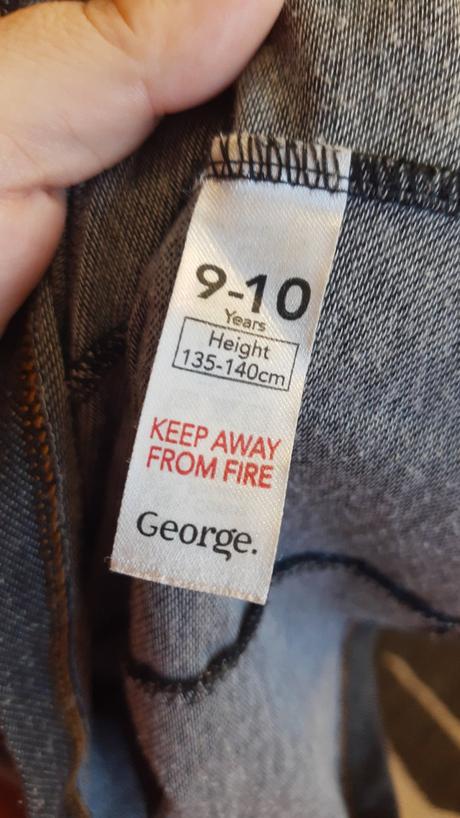 9-10
Years
Height
135-140cm
KEEP AWAY
FROM FIRE
George.